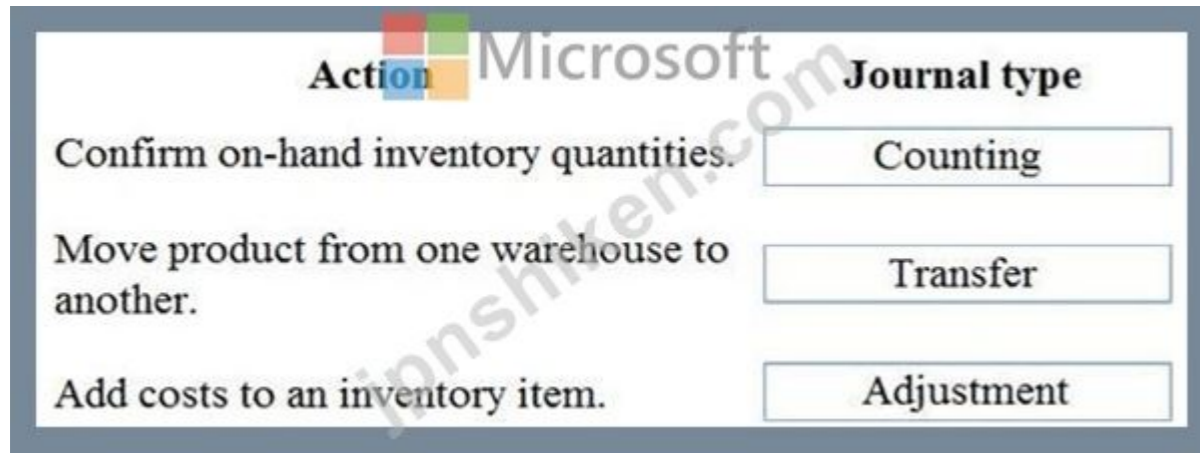 Microsoft
Action Journal type
Confirm on-hand inventory quantities. Counting
Move product from one warehouse to
another.
Transfer
Add costs to an inventory item. Adjustment
jpnshiken.com